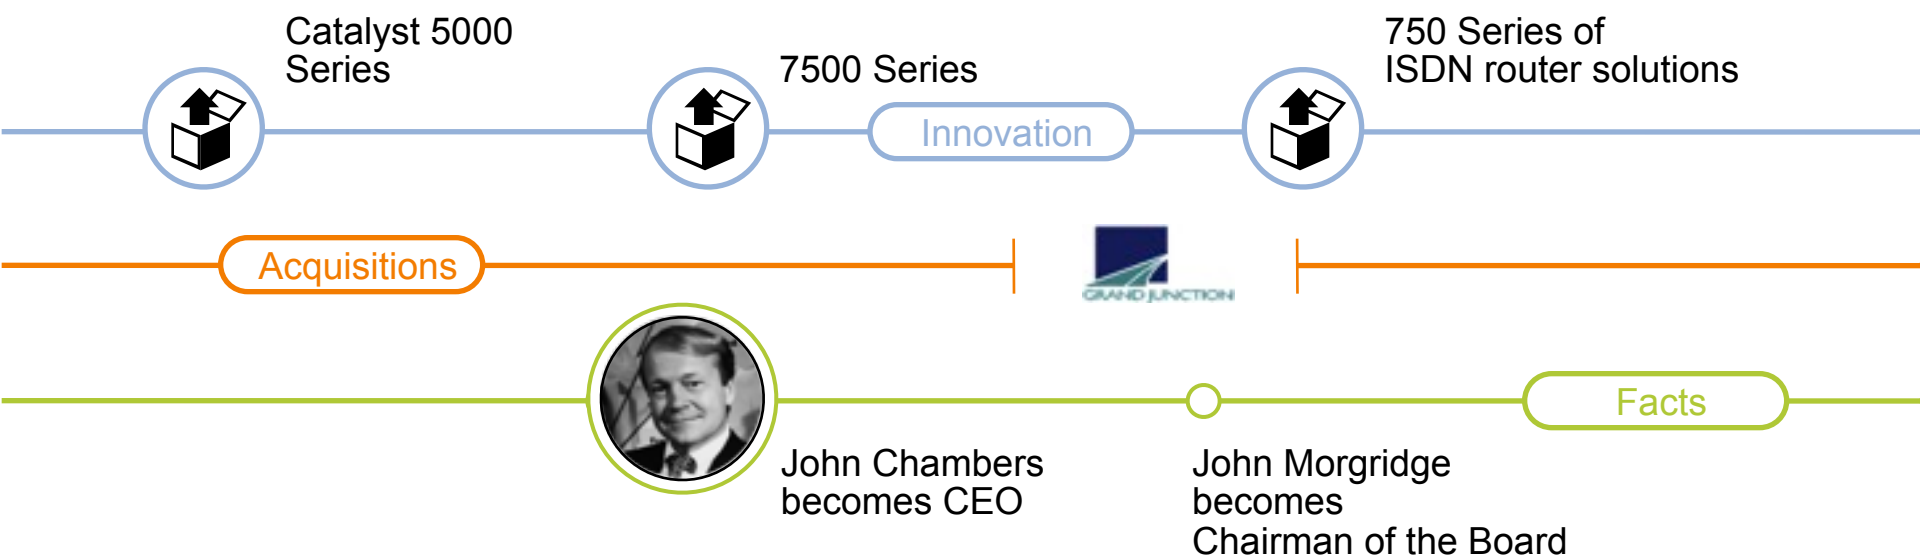 Catalyst 5000
Series
7500 Series
750 Series of
ISDN router solutions
Innovation
Acquisitions
GRAND JUNCTION
Facts
John Chambers
becomes CEO
John Morgridge
becomes
Chairman of the Board